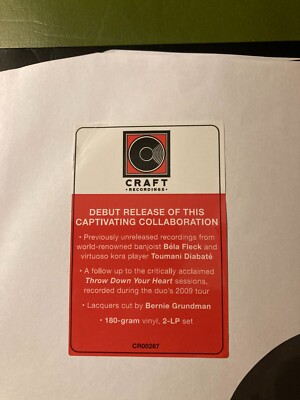 CRAFT
RECORDINGS
DEBUT RELEASE OF THIS
CAPTIVATING COLLABORATION
• Previously unreleased recordings from
world-renowned banjoist Béla Fleck and
virtuoso kora player Toumani Diabaté
• A follow up to the critically acclaimed
Throw Down Your Heart sessions,
recorded during the duo's 2009 tour
• Lacquers cut by Bernie Grundman
• 180-gram vinyl, 2-LP set
CR00267